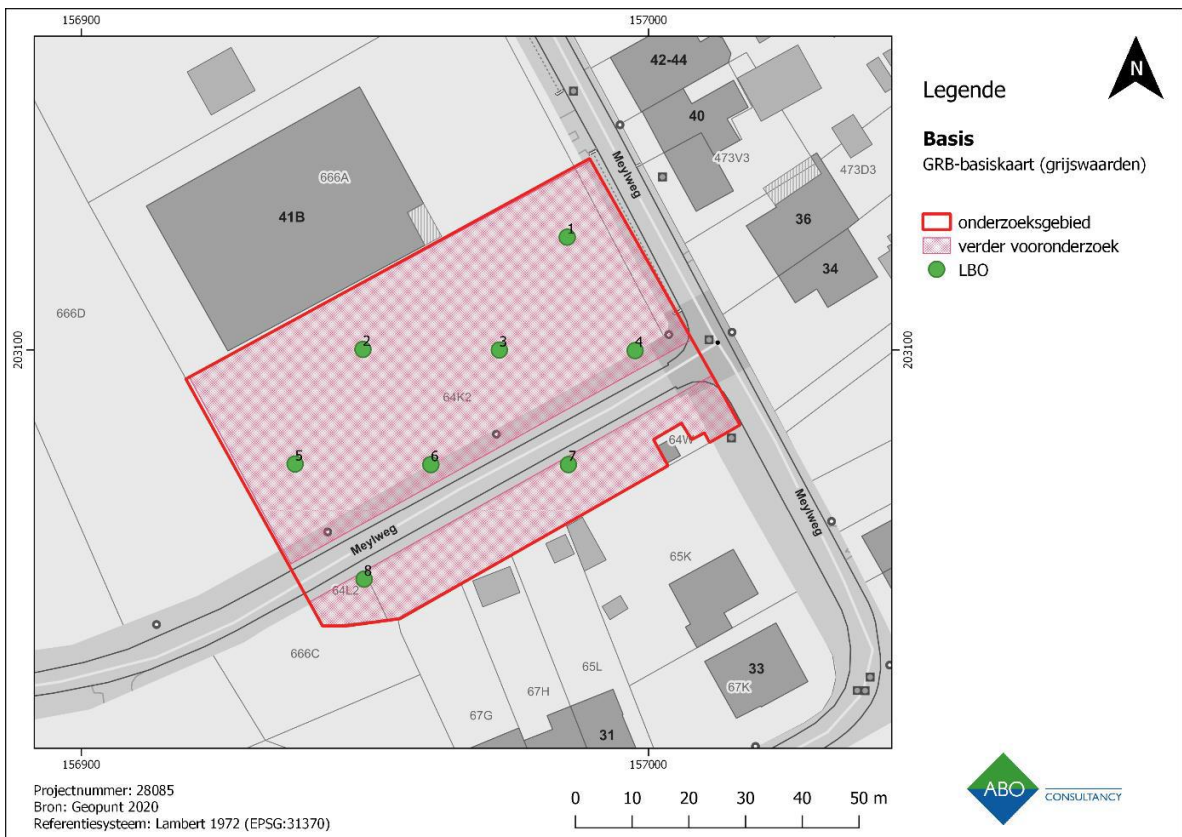 156900
157000
42-44
Legende
N
40
Basis
473V3
473D3
GRB-basiskaart (grijswaarden)
Meylweg
666A
41B
36
onderzoeksgebied
1
verder vooronderzoek
34
LBO
666D
203100
2
3
4
203100
64K2
64W
5
6
7
Meylweg
Meylweg
65K
8
64L2
666C
65L
33
67K
67H
67G
31
Projectnummer: 28085
Bron: Geopunt 2020
Referentiesysteem: Lambert 1972 (EPSG:31370)
0 10 20 30 40 50 m
ABO CONSULTANCY
156900
157000